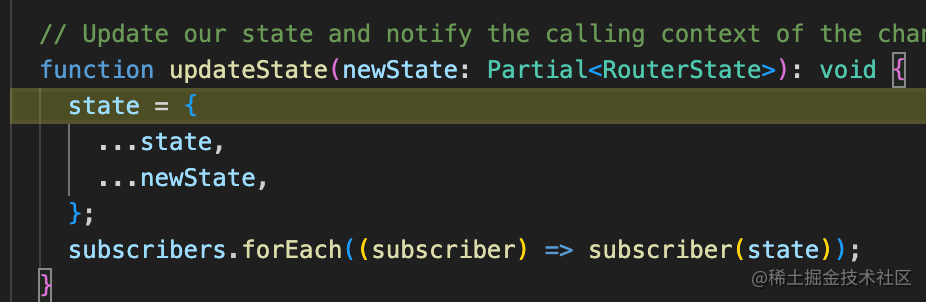 // Update our state and notify the calling context of the
function updateState(newState: Partial<RouterState>): void {
state = {
...state,
...newState,
};
subscribers.forEach((subscriber) => subscriber(state));
}
@稀土掘金技术社区